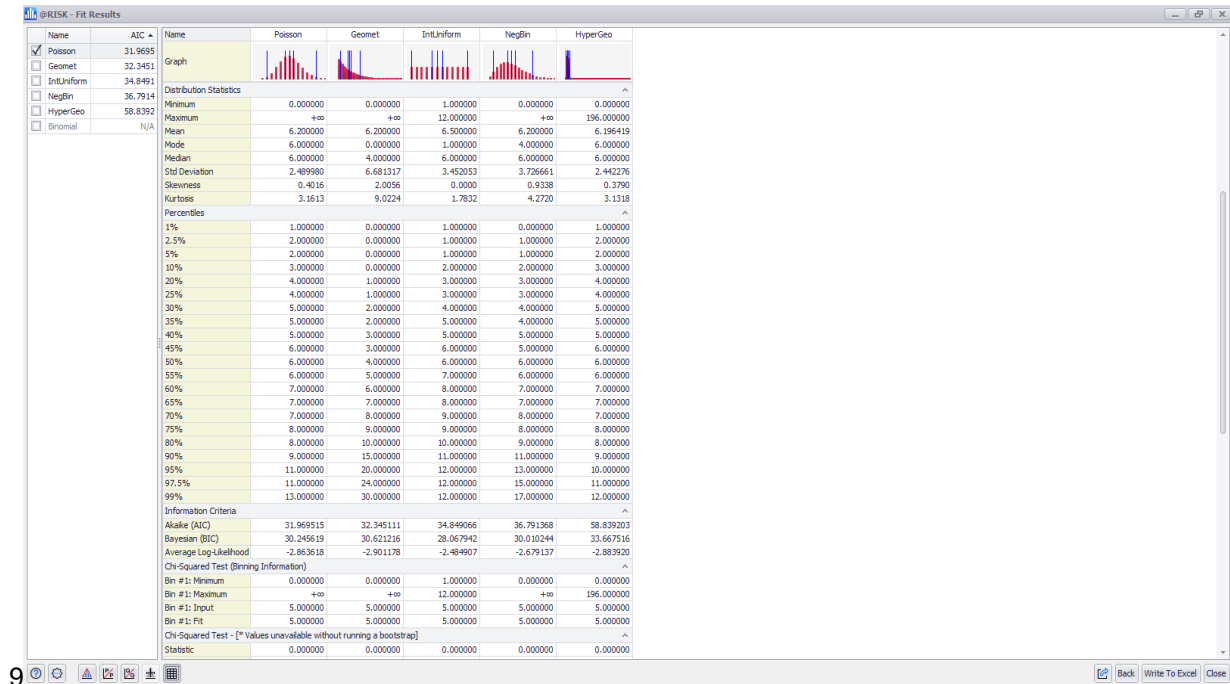 @RISK - Fit Results
Name AIC
Poisson 31.9695
Geomet 32.3451
IntUniform 34.8491
NegBin 36.7914
HyperGeo 58.8392
Binomial N/A
Name Poisson Geomet IntUniform NegBin HyperGeo
Graph
Distribution Statistics
Minimum 0.000000 0.000000 1.000000 0.000000 0.000000
Maximum +∞ +∞ 12.000000 +∞ 196.000000
Mean 6.200000 6.200000 6.500000 6.200000 6.196419
Mode 6.000000 0.000000 1.000000 4.000000 6.000000
Median 6.000000 4.000000 6.000000 6.000000 6.000000
Std Deviation 2.489980 6.681317 3.452053 3.726661 2.442276
Skewness 0.4016 2.0056 0.0000 0.9338 0.3790
Kurtosis 3.1613 9.0224 1.7832 4.2720 3.1318
Percentiles
1% 1.000000 0.000000 1.000000 0.000000 1.000000
2.5% 2.000000 0.000000 1.000000 1.000000 2.000000
5% 2.000000 0.000000 1.000000 1.000000 2.000000
10% 3.000000 0.000000 2.000000 2.000000 3.000000
20% 4.000000 1.000000 3.000000 3.000000 4.000000
25% 4.000000 1.000000 3.000000 3.000000 4.000000
30% 5.000000 2.000000 4.000000 4.000000 5.000000
35% 5.000000 2.000000 5.000000 4.000000 5.000000
40% 5.000000 3.000000 5.000000 5.000000 5.000000
45% 6.000000 3.000000 6.000000 5.000000 6.000000
50% 6.000000 4.000000 6.000000 6.000000 6.000000
55% 6.000000 5.000000 7.000000 6.000000 6.000000
60% 7.000000 6.000000 8.000000 7.000000 7.000000
65% 7.000000 7.000000 8.000000 7.000000 7.000000
70% 7.000000 8.000000 9.000000 8.000000 7.000000
75% 8.000000 9.000000 9.000000 8.000000 8.000000
80% 8.000000 10.000000 10.000000 9.000000 8.000000
90% 9.000000 15.000000 11.000000 11.000000 9.000000
95% 11.000000 20.000000 12.000000 13.000000 10.000000
97.5% 11.000000 24.000000 12.000000 15.000000 11.000000
99% 13.000000 30.000000 12.000000 17.000000 12.000000
Information Criteria
Akaike (AIC) 31.969515 32.345111 34.849066 36.791368 58.839203
Bayesian (BIC) 30.245619 30.621216 28.067942 30.010244 33.667516
Average Log-Likelihood -2.863618 -2.901178 -2.484907 -2.679137 -2.883920
Chi-Squared Test (Binning Information)
Bin #1: Minimum 0.000000 0.000000 1.000000 0.000000 0.000000
Bin #1: Maximum +∞ +∞ 12.000000 +∞ 196.000000
Bin #1: Input 5.000000 5.000000 5.000000 5.000000 5.000000
Bin #1: Fit 5.000000 5.000000 5.000000 5.000000 5.000000
Chi-Squared Test - [* Values unavailable without running a bootstrap]
Statistic 0.000000 0.000000 0.000000 0.000000 0.000000
9
Back Write To Excel Close